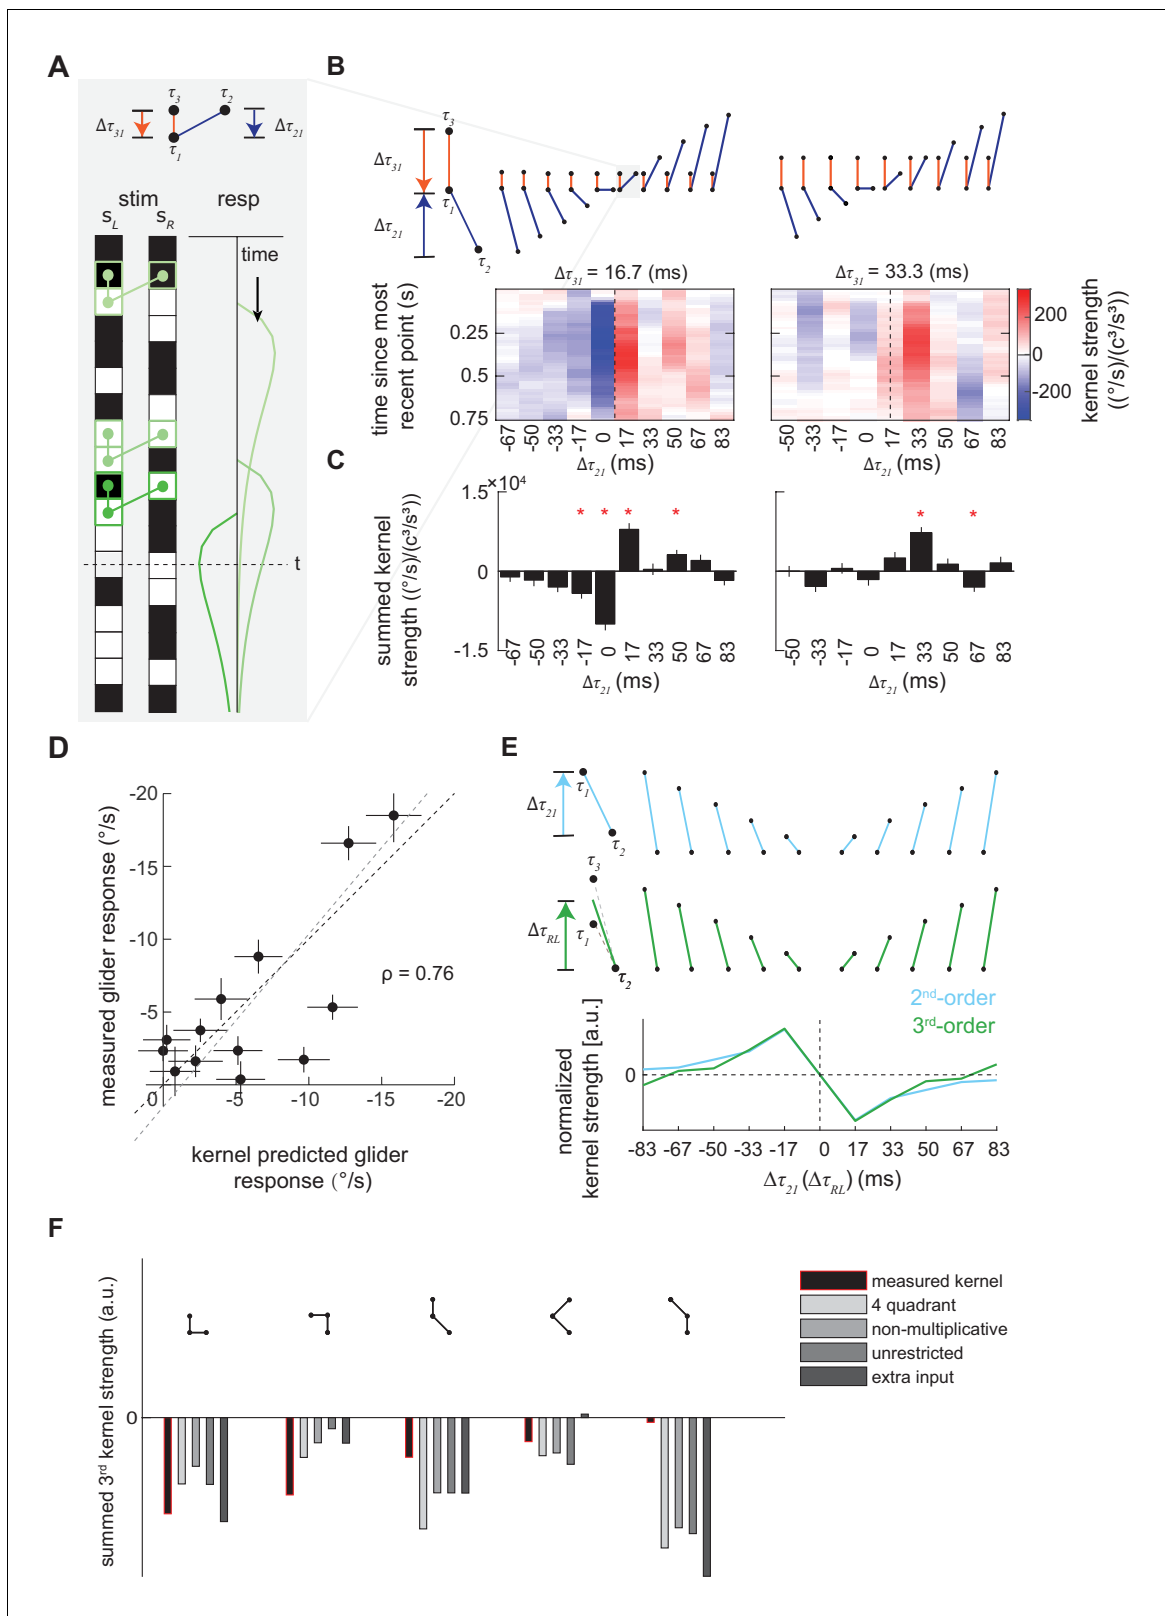 A
τ3 τ2
Δτ31 Δτ21
τ1
stim resp
SL SR
time
t
B
τ3
Δτ31
τ1
Δτ21
τ2
Δτ31 = 16.7 (ms) Δτ31 = 33.3 (ms)
time since most
recent point (s)
0.25
0.5
0.75
-67 -50 -33 -17 0 17 33 50 67 83
Δτ21 (ms)
-50 -33 -17 0 17 33 50 67 83
Δτ21 (ms)
200
0
-200
kernel strength
((°/s)/(c³/s³))
C
summed kernel
strength ((°/s)/(c³/s³))
1.5 ×10⁴
0
-1.5
* * * *
* *
-67 -50 -33 -17 0 17 33 50 67 83
Δτ21 (ms)
-50 -33 -17 0 17 33 50 67 83
Δτ21 (ms)
D
measured glider response (°/s)
-20
-15
-10
-5
0 -5 -10 -15 -20
ρ = 0.76
kernel predicted glider
response (°/s)
E
Δτ21
τ1
τ2
τ3
ΔτRL
τ1
τ2
2nd-order
3rd-order
normalized
kernel strength [a.u.]
0
-83 -67 -50 -33 -17 0 17 33 50 67 83
Δτ21 (ΔτRL) (ms)
F
summed 3rd kernel strength (a.u.)
0
measured kernel
4 quadrant
non-multiplicative
unrestricted
extra input